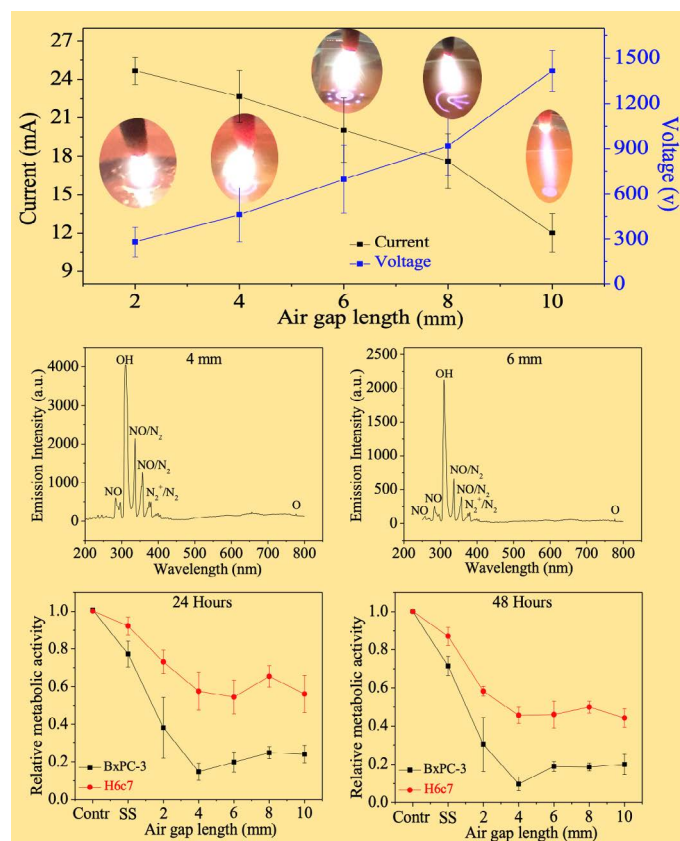 27
24
21
18
15
12
9
Current (mA)
1500
1200
900
600
300
0
Voltage (v)
Current
Voltage
2 4 6 8 10
Air gap length (mm)
4 mm
OH
NO/N2
NO/N2
NO
N2+/N2
O
4000
3000
2000
1000
0
Emission Intensity (a.u.)
200 300 400 500 600 700 800
Wavelength (nm)
6 mm
OH
NO/N2
NO/N2
NO
NO
N2+/N2
O
2500
2000
1500
1000
500
0
Emission Intensity (a.u.)
200 300 400 500 600 700 800
Wavelength (nm)
24 Hours
1.0
0.8
0.6
0.4
0.2
0.0
Relative metabolic activity
BxPC-3
H6c7
Contr SS 2 4 6 8 10
Air gap length (mm)
48 Hours
1.0
0.8
0.6
0.4
0.2
0.0
Relative metabolic activity
BxPC-3
H6c7
Contr SS 2 4 6 8 10
Air gap length (mm)